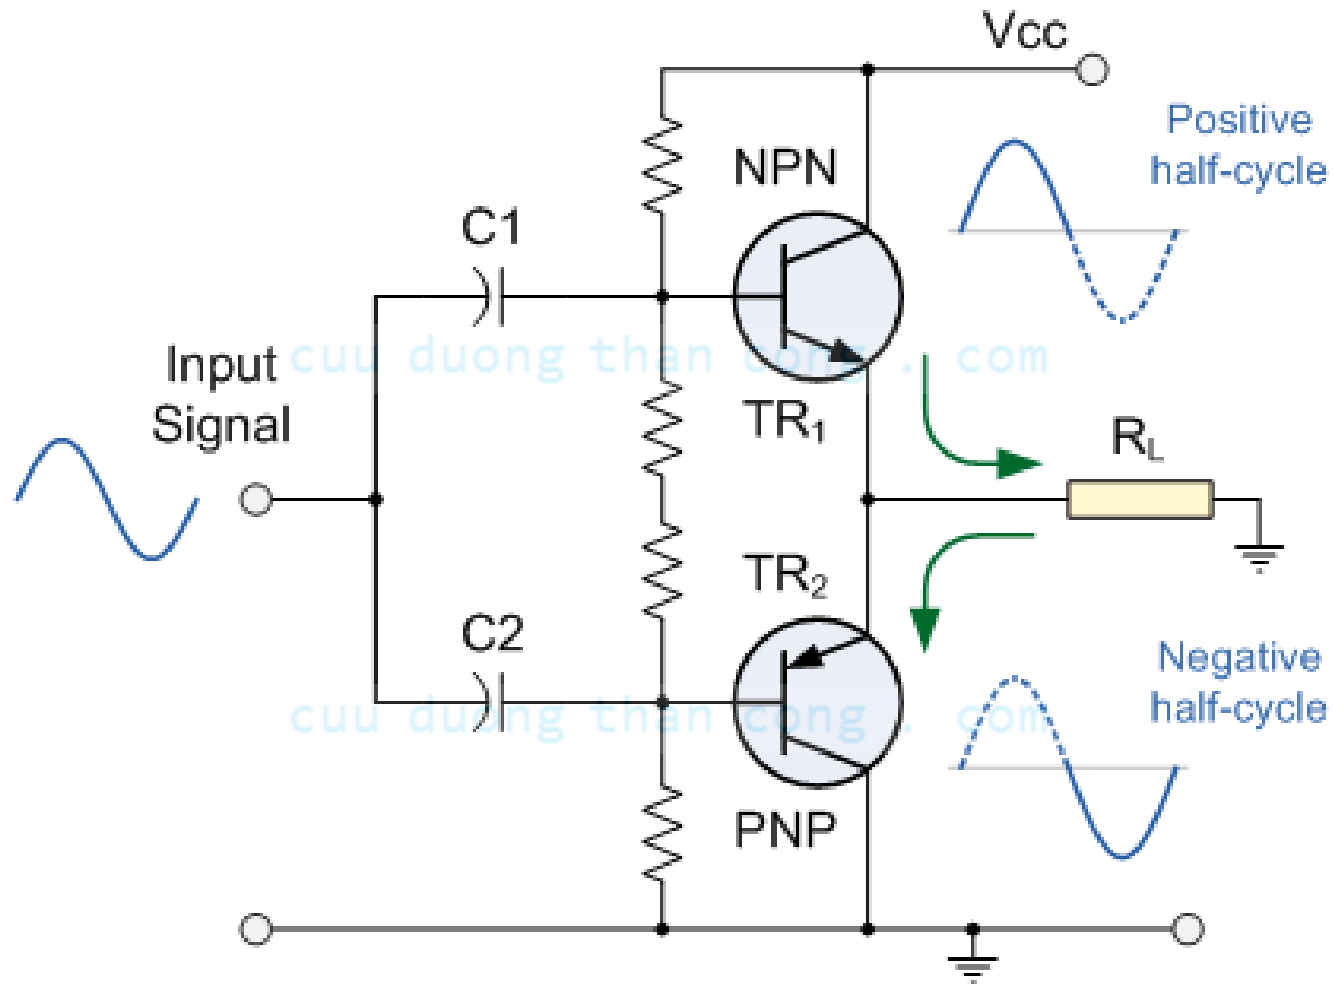 Vcc
Positive
half-cycle
NPN
C1
Input
Signal
cuu duong than cong . com
TR1
RL
TR2
C2
Negative
half-cycle
cuu duong than cong . com
PNP